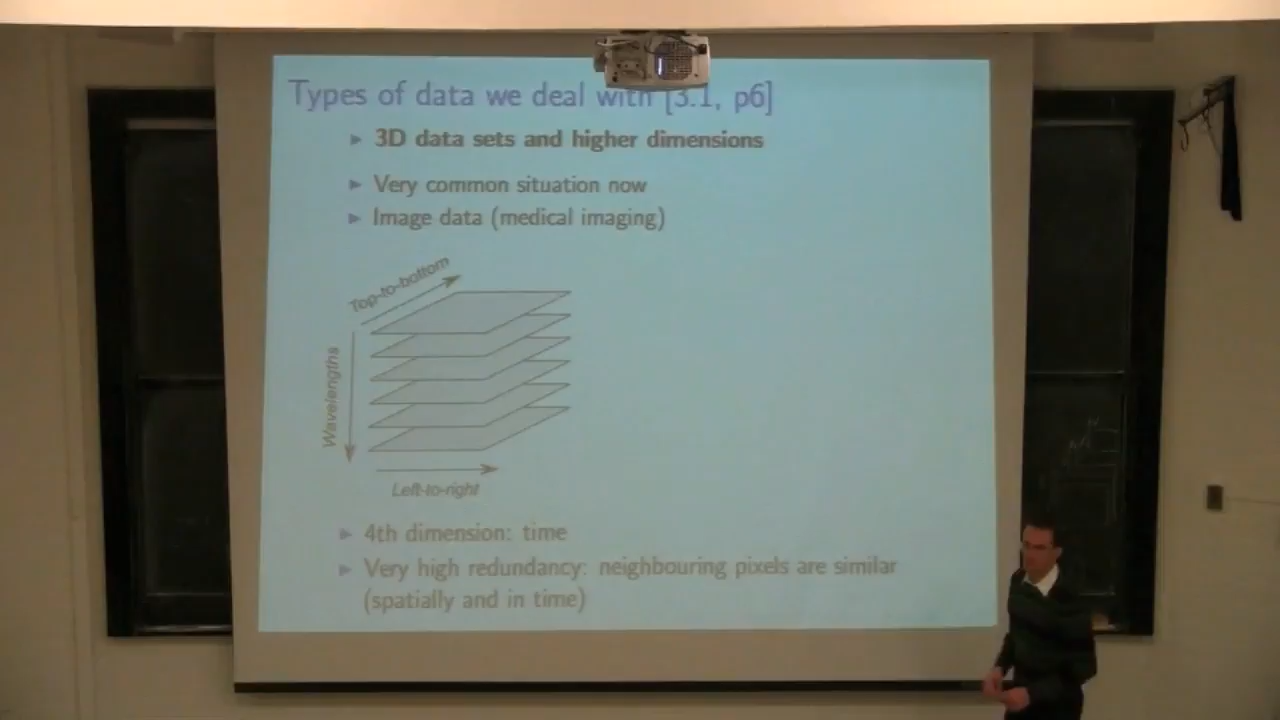 Types of data we deal with [3.1, p6]
3D data sets and higher dimensions
Very common situation now
Image data (medical imaging)
Top-to-bottom
Wavelengths
Left-to-right
4th dimension: time
Very high redundancy: neighbouring pixels are similar
(spatially and in time)